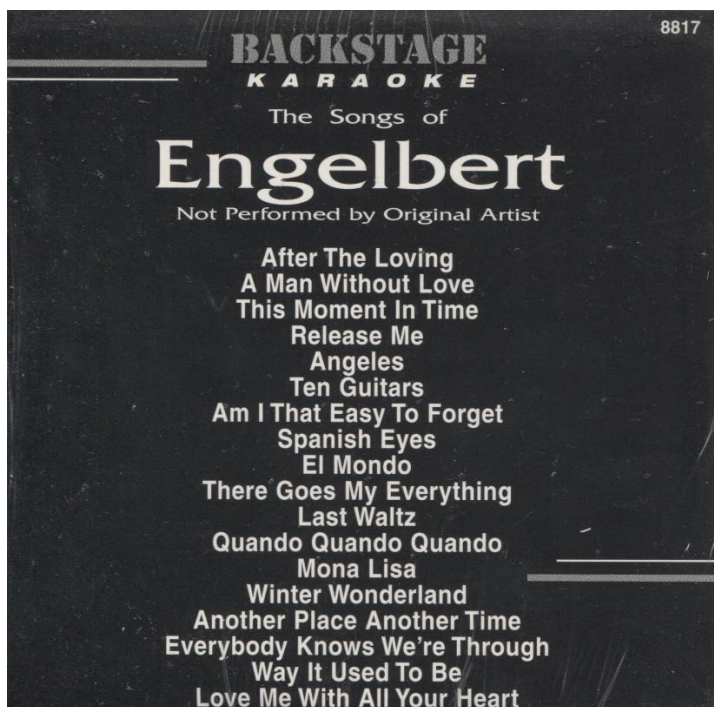 8817
BACKSTAGE
KARAOKE
The Songs of
Engelbert
Not Performed by Original Artist
After The Loving
A Man Without Love
This Moment In Time
Release Me
Angeles
Ten Guitars
Am I That Easy To Forget
Spanish Eyes
El Mondo
There Goes My Everything
Last Waltz
Quando Quando Quando
Mona Lisa
Winter Wonderland
Another Place Another Time
Everybody Knows We're Through
Way It Used To Be
Love Me With All Your Heart